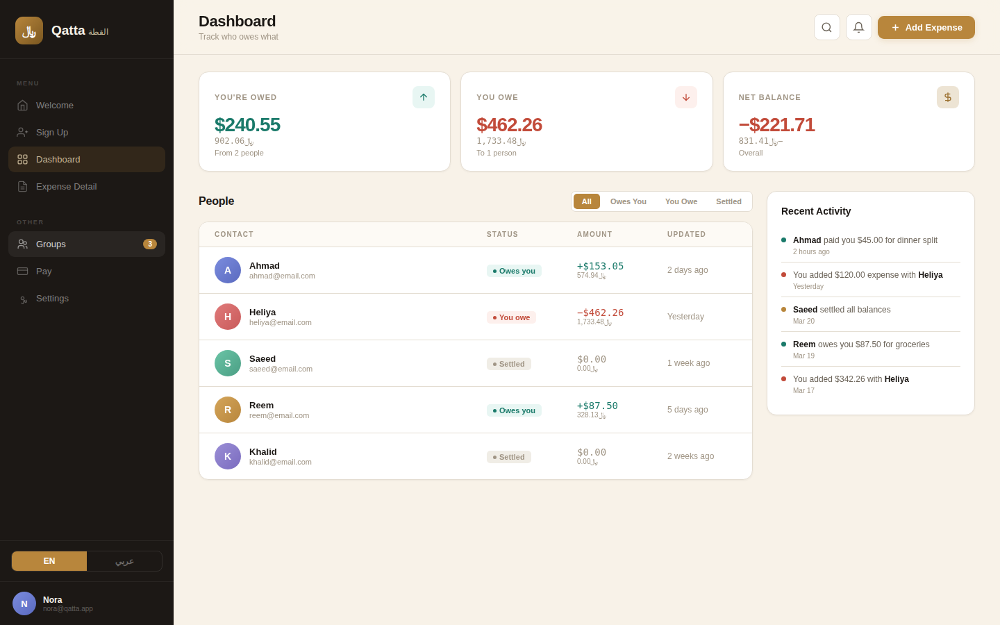 ﷼
Qatta القطة
MENU
Welcome
Sign Up
Dashboard
Expense Detail
OTHER
Groups 3
Pay
Settings
EN عربي
N Nora
nora@qatta.app
Dashboard
Track who owes what
+ Add Expense
YOU'RE OWED
$240.55
902.06﷼
From 2 people
YOU OWE
$462.26
1,733.48﷼
To 1 person
NET BALANCE
$
−$221.71
831.41﷼−
Overall
People
All Owes You You Owe Settled
CONTACT STATUS AMOUNT UPDATED
A Ahmad
ahmad@email.com
Owes you
+$153.05
574.94﷼
2 days ago
H Heliya
heliya@email.com
You owe
−$462.26
1,733.48﷼
Yesterday
S Saeed
saeed@email.com
Settled
$0.00
0.00﷼
1 week ago
R Reem
reem@email.com
Owes you
+$87.50
328.13﷼
5 days ago
K Khalid
khalid@email.com
Settled
$0.00
0.00﷼
2 weeks ago
Recent Activity
Ahmad paid you $45.00 for dinner split
2 hours ago
You added $120.00 expense with Heliya
Yesterday
Saeed settled all balances
Mar 20
Reem owes you $87.50 for groceries
Mar 19
You added $342.26 with Heliya
Mar 17